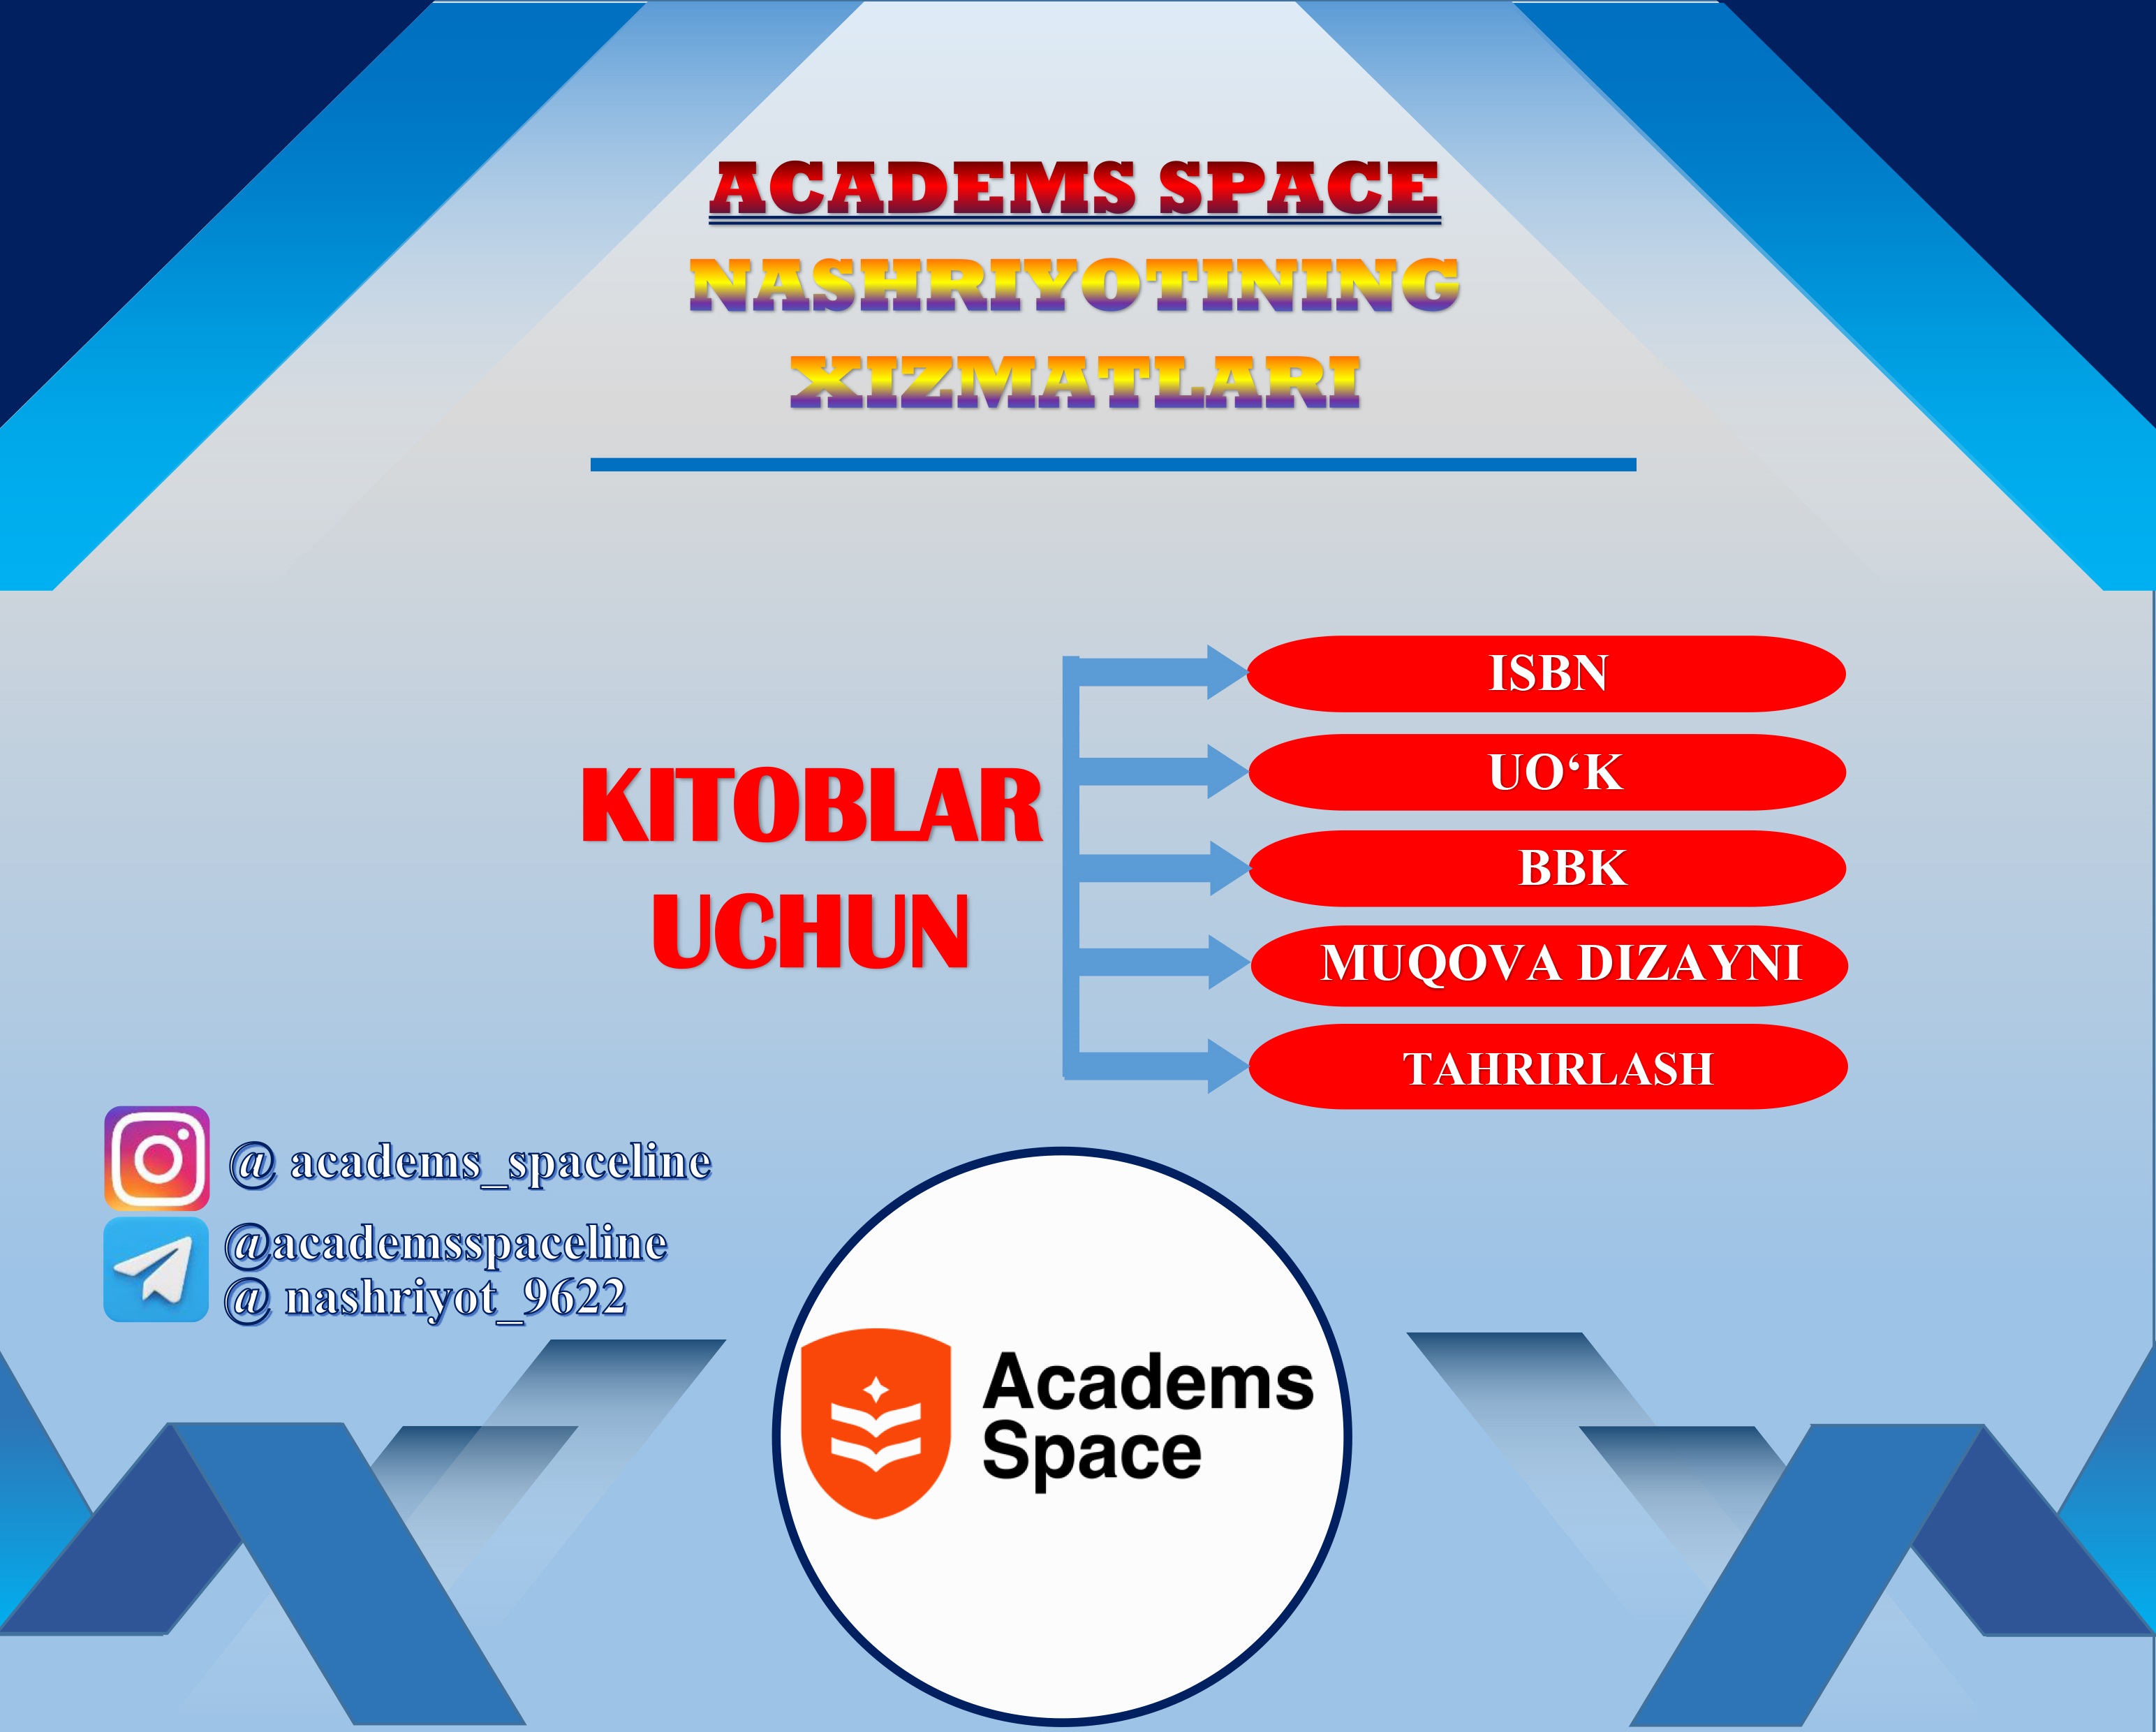 ACADEMS SPACE
NASHRIYOTINING
XIZMATLARI
KITOBLAR
UCHUN
ISBN
UO‘K
BBK
MUQOVA DIZAYNI
TAHRIRLASH
@ academs_spaceline
@academsspaceline
@ nashriyot_9622
Academs
Space